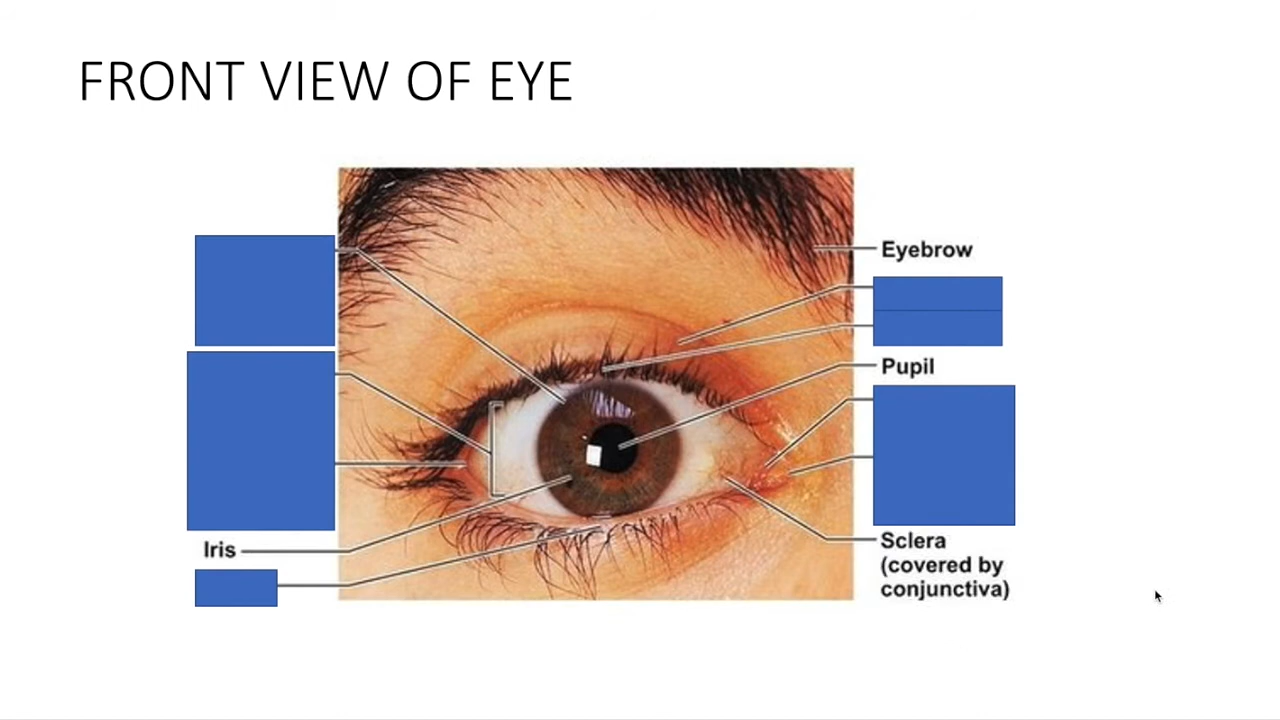 FRONT VIEW OF EYE
Eyebrow
Pupil
Iris
Sclera
(covered by
conjunctiva)